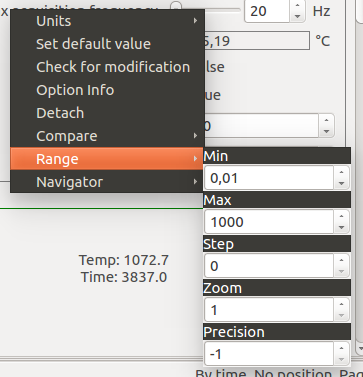 x acquisition frequency 20 Hz
Units
Set default value 5,19 °C
Check for modification lse
Option Info ue
Detach
Compare 0
Range
Navigator
Min
0,01
Max
1000
Step
0
Zoom
1
Precision
-1
Temp: 1072.7
Time: 3837.0
By time, No position, Pag